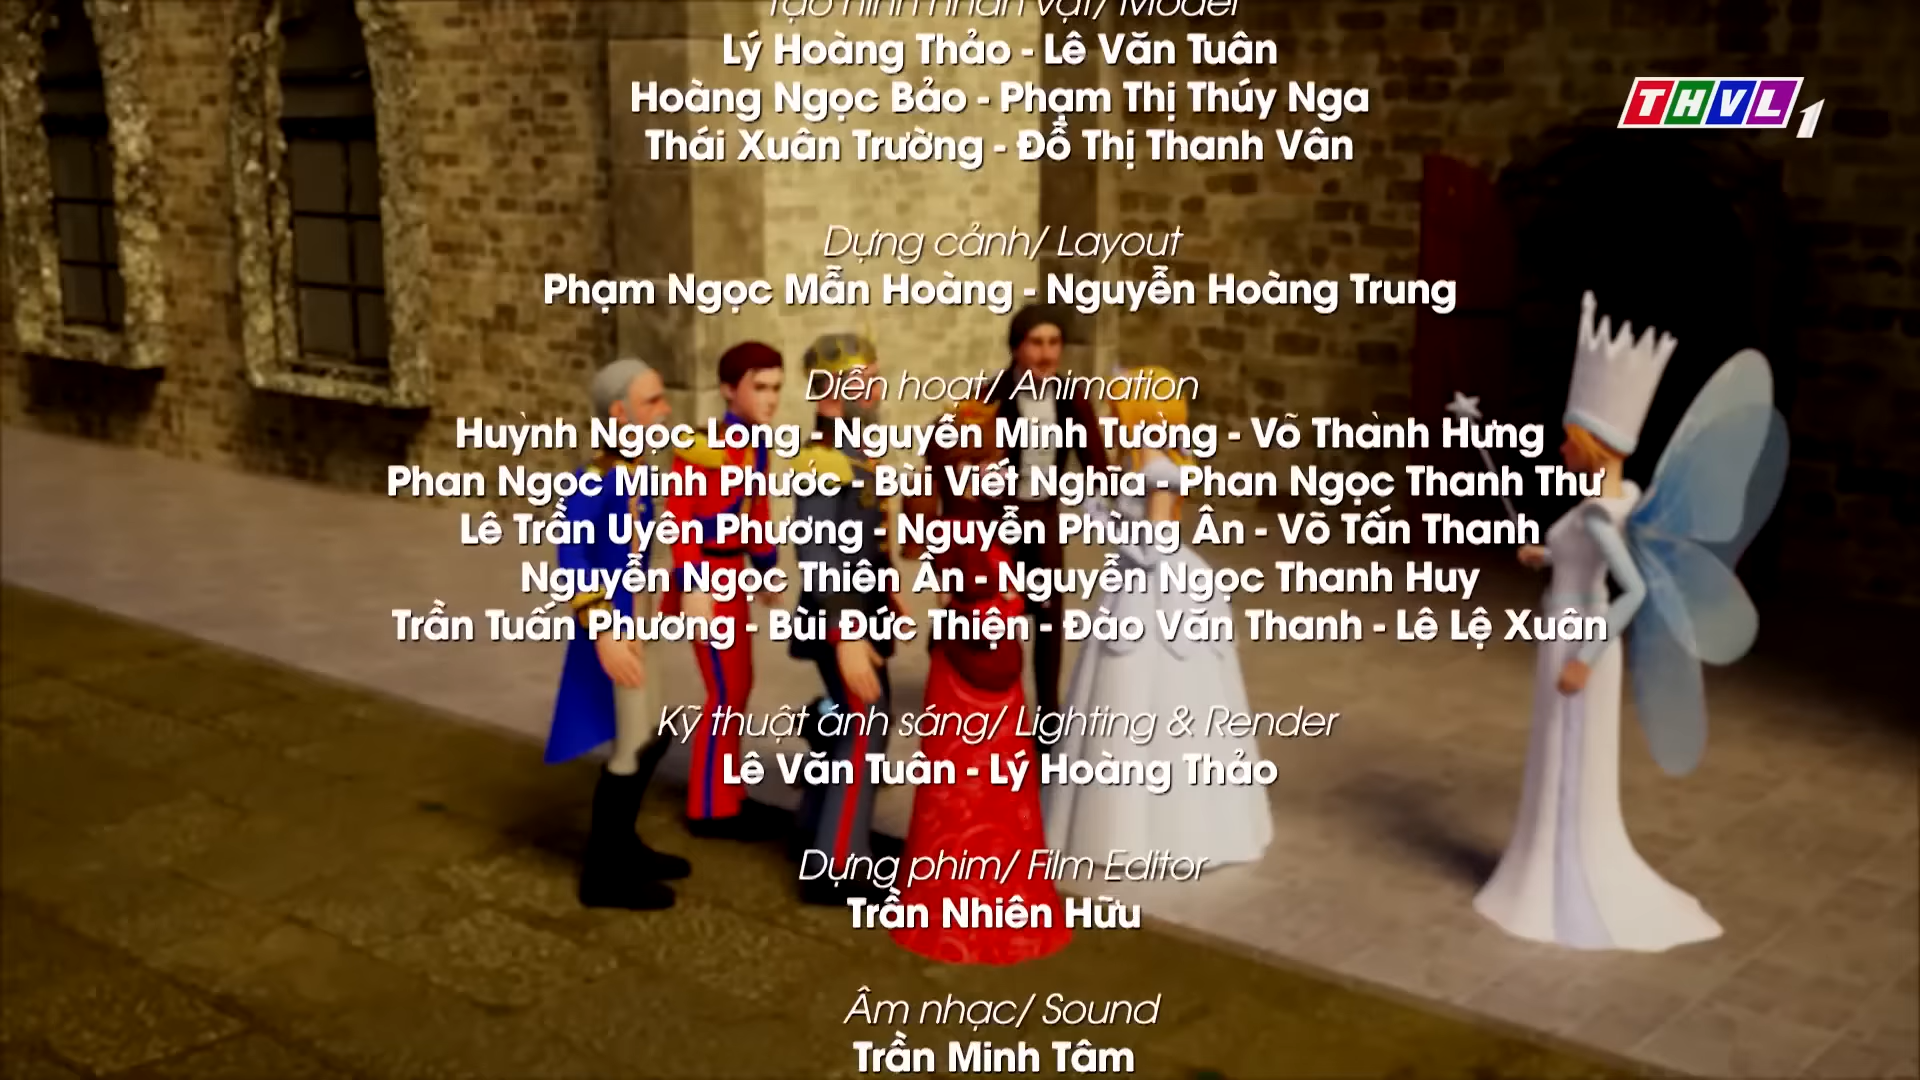 Tạo hình nhân vật/ Model
Lý Hoàng Thảo - Lê Văn Tuân
Hoàng Ngọc Bảo - Phạm Thị Thúy Nga
Thái Xuân Trường - Đỗ Thị Thanh Vân
THVL1
Dựng cảnh/ Layout
Phạm Ngọc Mẫn Hoàng - Nguyễn Hoàng Trung
Diễn hoạt/ Animation
Huỳnh Ngọc Long - Nguyễn Minh Tường - Võ Thành Hưng
Phan Ngọc Minh Phước - Bùi Viết Nghĩa - Phan Ngọc Thanh Thư
Lê Trần Uyên Phương - Nguyễn Phùng Ân - Võ Tấn Thanh
Nguyễn Ngọc Thiên Ân - Nguyễn Ngọc Thanh Huy
Trần Tuấn Phương - Bùi Đức Thiện - Đào Văn Thanh - Lê Lệ Xuân
Kỹ thuật ánh sáng/ Lighting & Render
Lê Văn Tuân - Lý Hoàng Thảo
Dựng phim/ Film Editor
Trần Nhiên Hữu
Âm nhạc/ Sound
Trần Minh Tâm